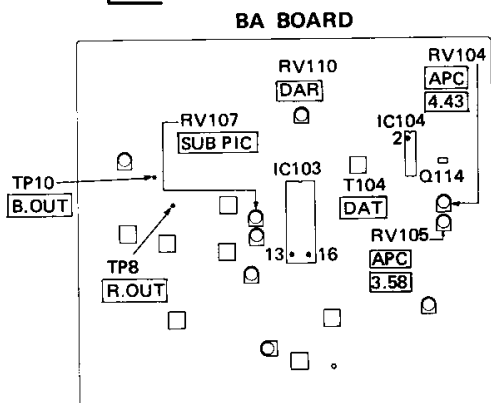 BA BOARD
RV104
APC
4.43
RV110
DAR
IC104
2
RV107
SUB PIC
IC103
Q114
TP10
B.OUT
T104
DAT
TP8
R.OUT
13
16
RV105
APC
3.58